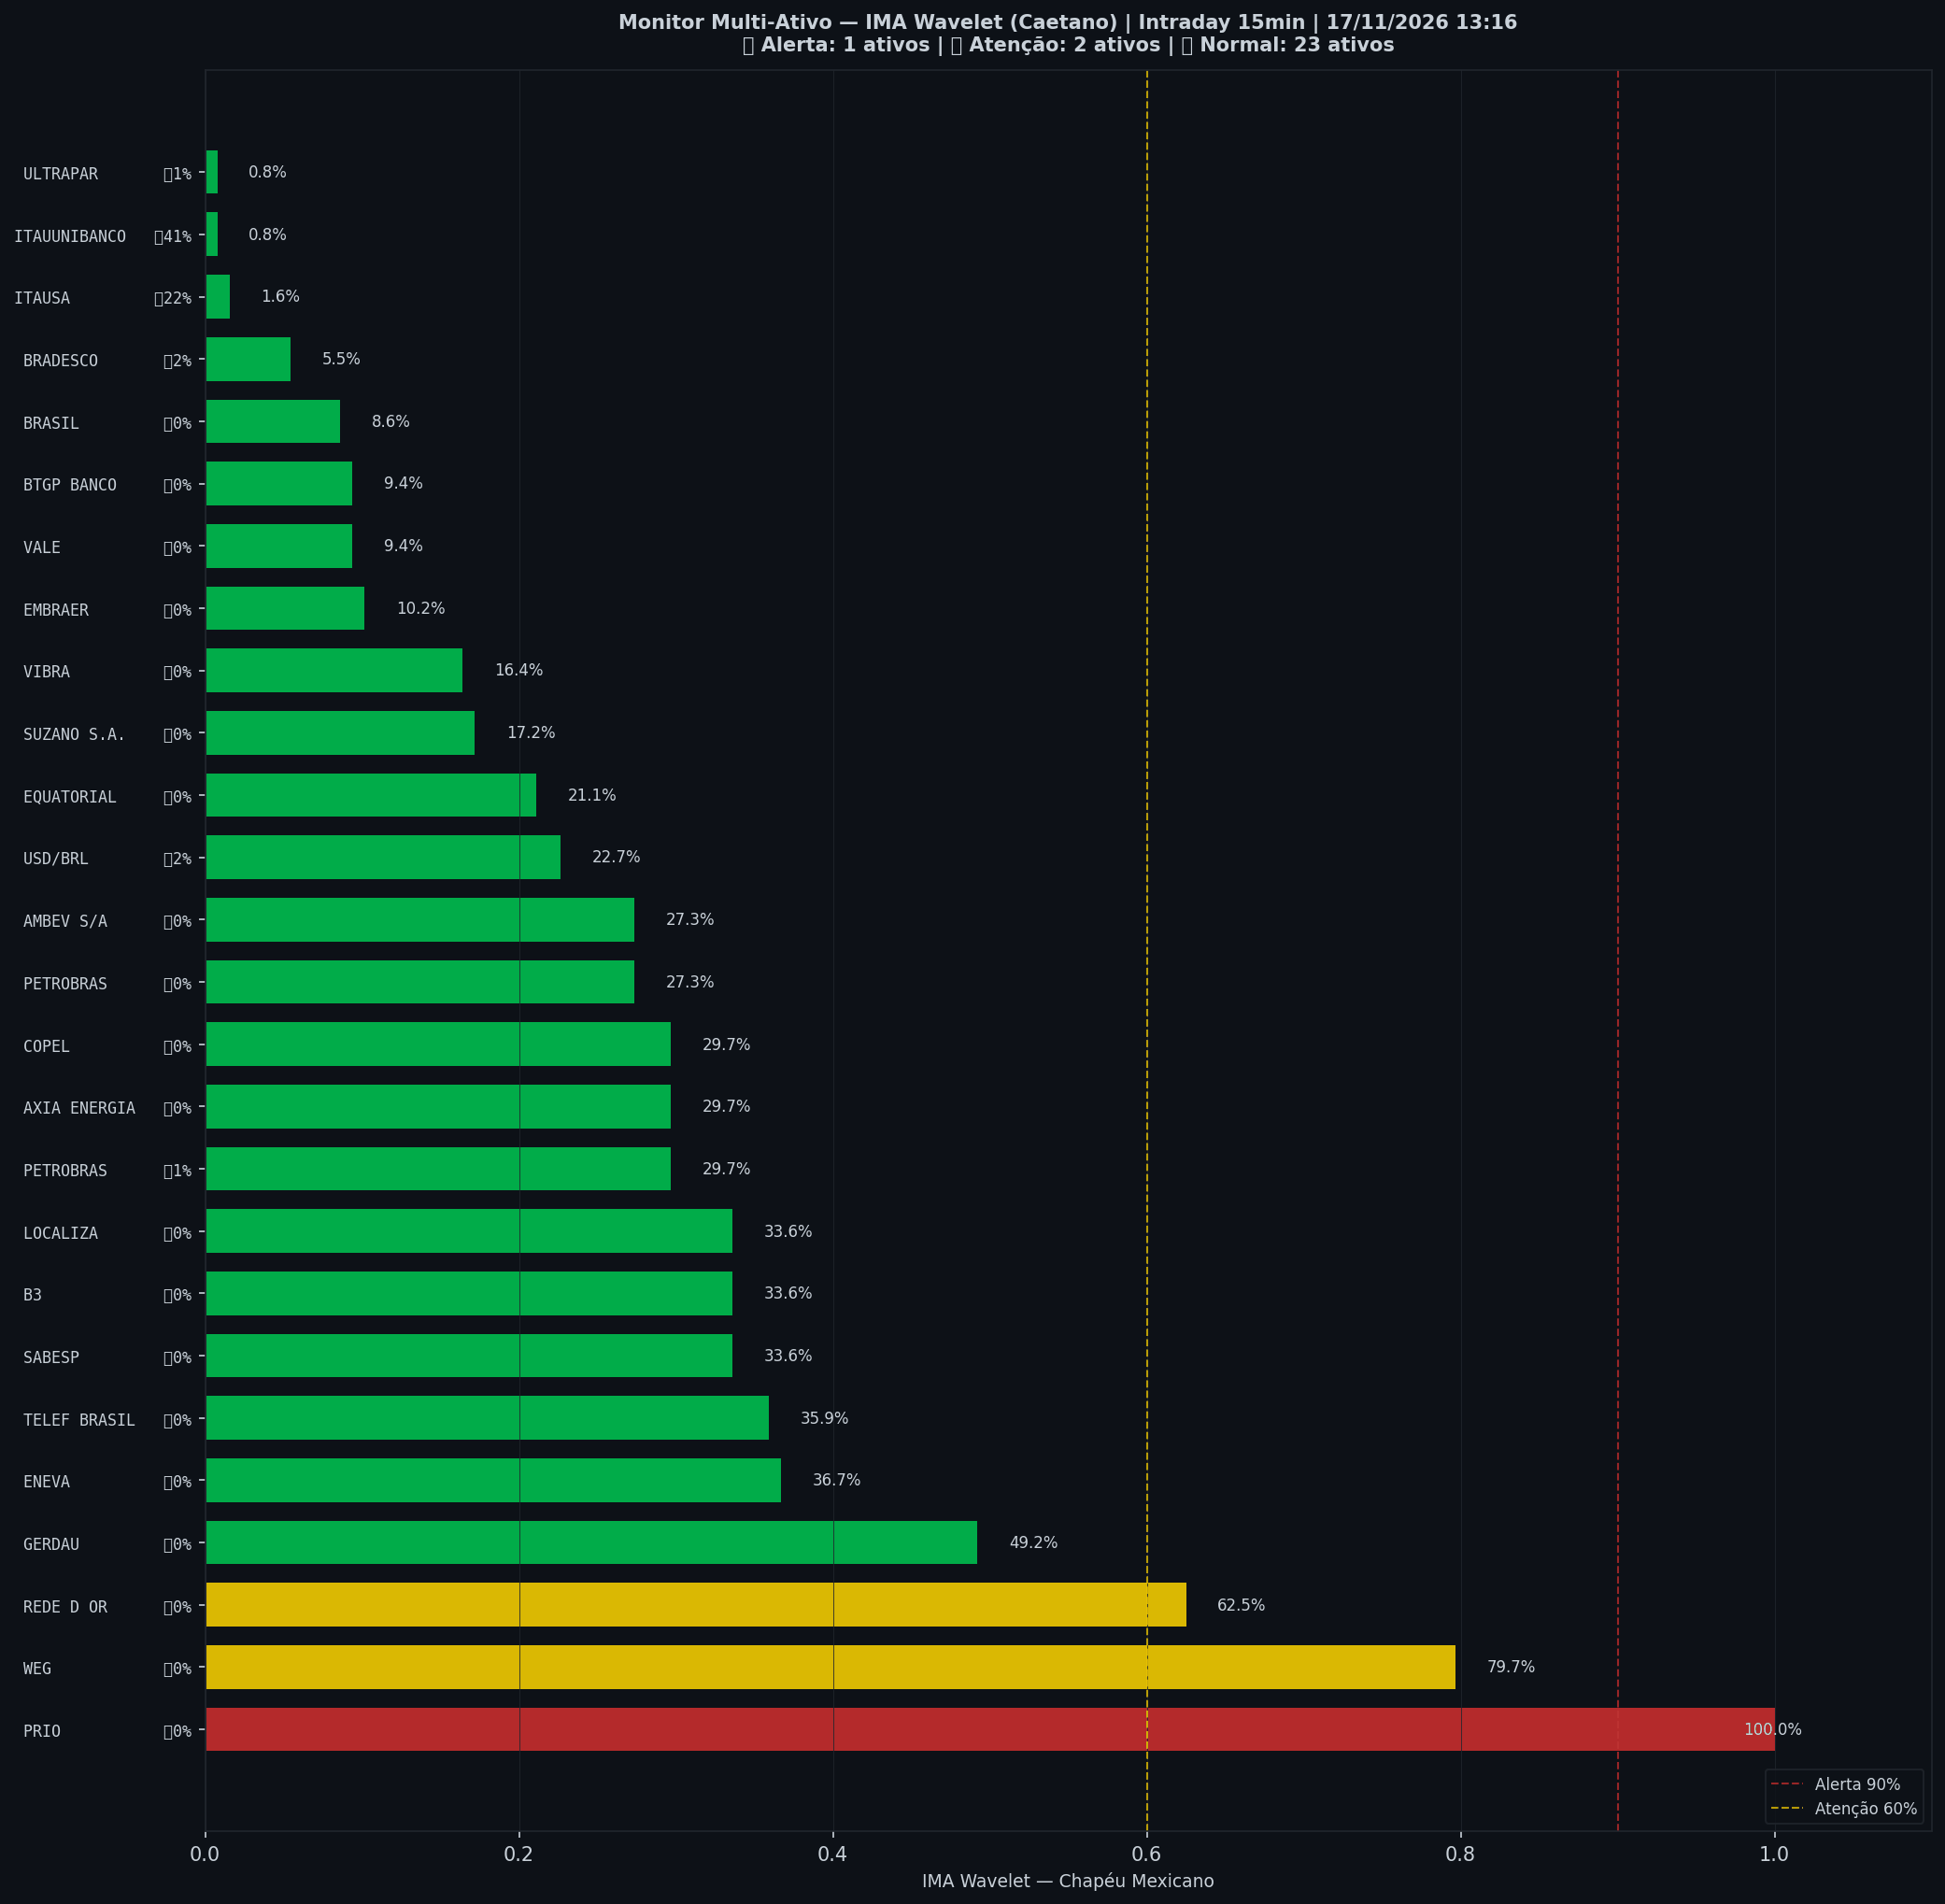 Monitor Multi-Ativo — IMA Wavelet (Caetano) | Intraday 15min | 17/11/2026 13:16
Alerta: 1 ativos | Atenção: 2 ativos | Normal: 23 ativos
ULTRAPAR 1% 0.8%
ITAUUNIBANCO 41% 0.8%
ITAUSA 22% 1.6%
BRADESCO 2% 5.5%
BRASIL 0% 8.6%
BTGP BANCO 0% 9.4%
VALE 0% 9.4%
EMBRAER 0% 10.2%
VIBRA 0% 16.4%
SUZANO S.A. 0% 17.2%
EQUATORIAL 0% 21.1%
USD/BRL 2% 22.7%
AMBEV S/A 0% 27.3%
PETROBRAS 0% 27.3%
COPEL 0% 29.7%
AXIA ENERGIA 0% 29.7%
PETROBRAS 1% 29.7%
LOCALIZA 0% 33.6%
B3 0% 33.6%
SABESP 0% 33.6%
TELEF BRASIL 0% 35.9%
ENEVA 0% 36.7%
GERDAU 0% 49.2%
REDE D OR 0% 62.5%
WEG 0% 79.7%
PRIO 0% 100.0%
Alerta 90%
Atenção 60%
0.0 0.2 0.4 0.6 0.8 1.0
IMA Wavelet — Chapéu Mexicano